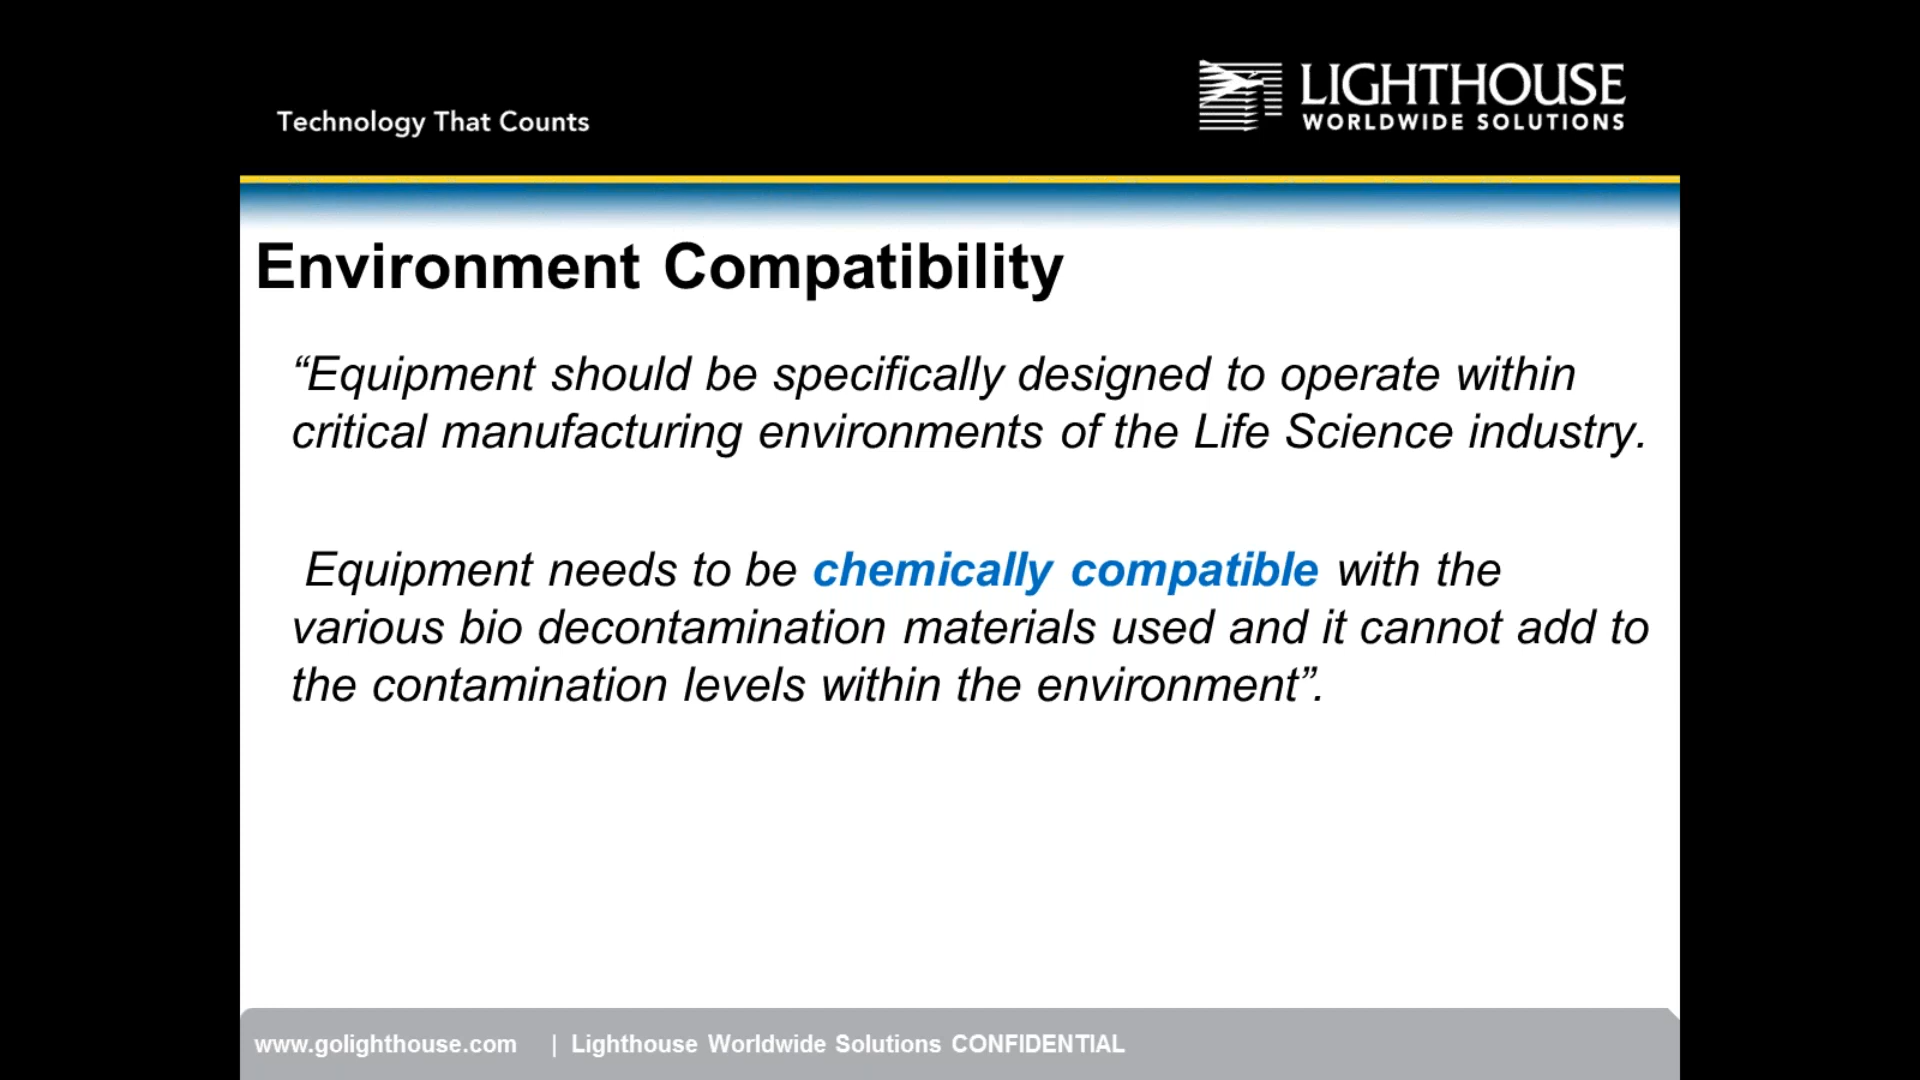 Technology That Counts
LIGHTHOUSE
WORLDWIDE SOLUTIONS
Environment Compatibility
“Equipment should be specifically designed to operate within
critical manufacturing environments of the Life Science industry.
Equipment needs to be chemically compatible with the
various bio decontamination materials used and it cannot add to
the contamination levels within the environment”.
www.golighthouse.com | Lighthouse Worldwide Solutions CONFIDENTIAL